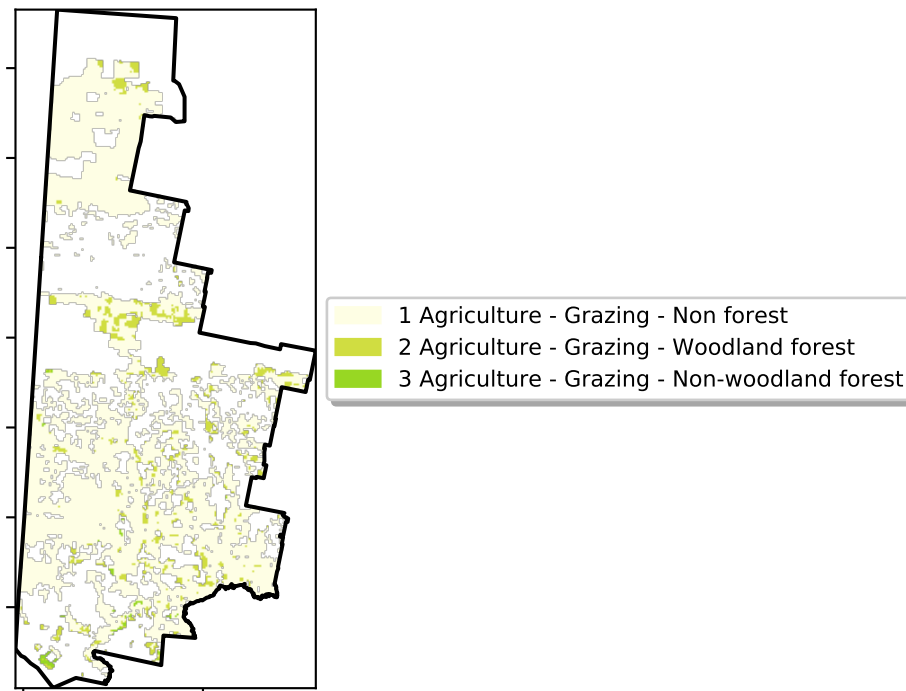 1 Agriculture - Grazing - Non forest
2 Agriculture - Grazing - Woodland forest
3 Agriculture - Grazing - Non-woodland forest